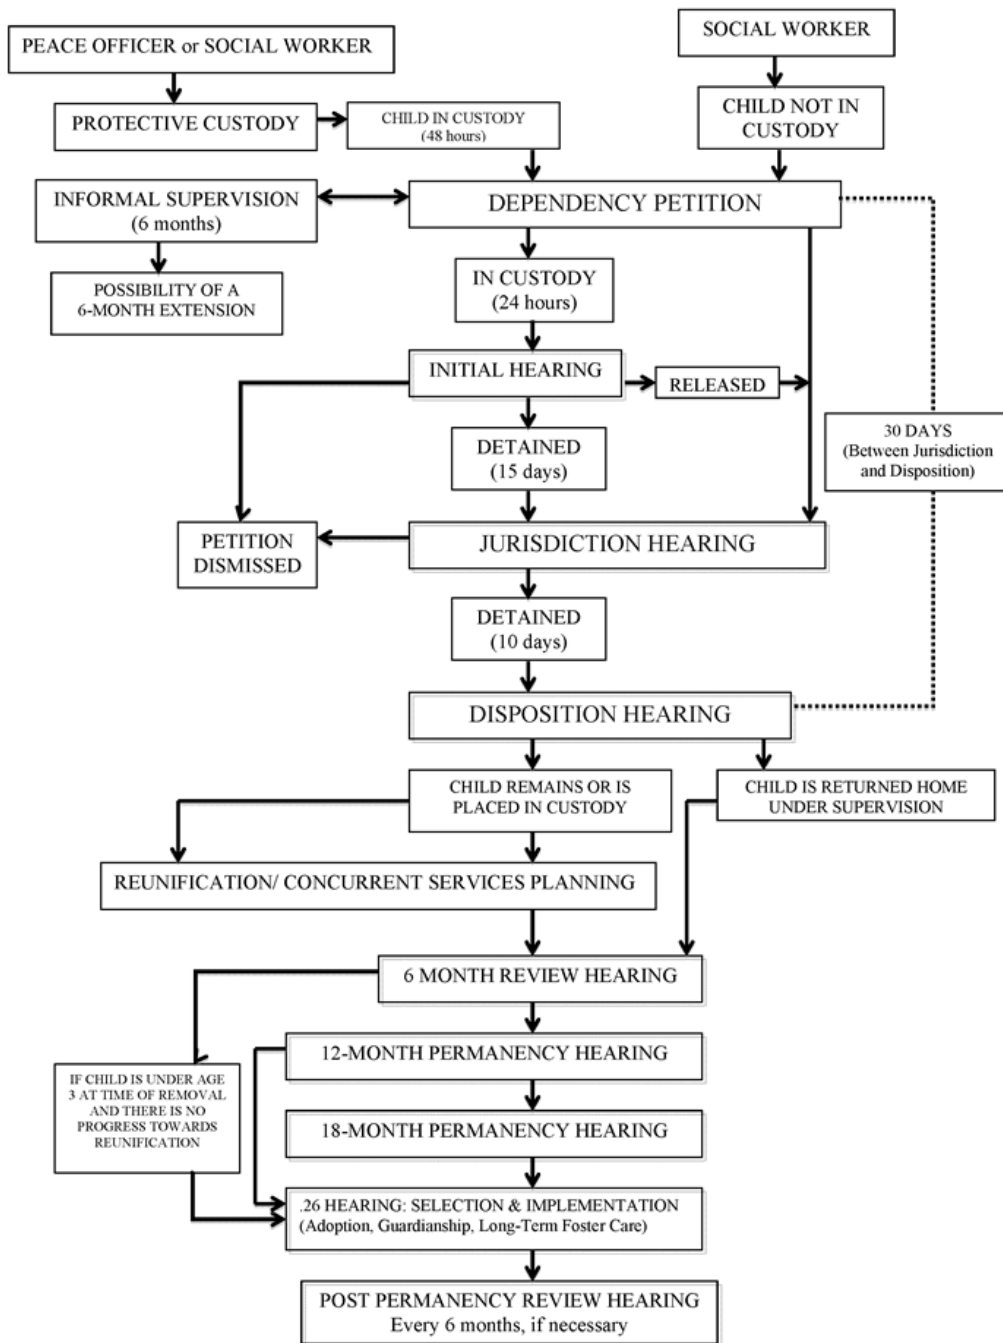 PEACE OFFICER or SOCIAL WORKER
SOCIAL WORKER
PROTECTIVE CUSTODY
CHILD IN CUSTODY
(48 hours)
CHILD NOT IN
CUSTODY
INFORMAL SUPERVISION
(6 months)
DEPENDENCY PETITION
POSSIBILITY OF A
6-MONTH EXTENSION
IN CUSTODY
(24 hours)
INITIAL HEARING
RELEASED
30 DAYS
(Between Jurisdiction
and Disposition)
DETAINED
(15 days)
PETITION
DISMISSED
JURISDICTION HEARING
DETAINED
(10 days)
DISPOSITION HEARING
CHILD REMAINS OR IS
PLACED IN CUSTODY
CHILD IS RETURNED HOME
UNDER SUPERVISION
REUNIFICATION/ CONCURRENT SERVICES PLANNING
6 MONTH REVIEW HEARING
12-MONTH PERMANENCY HEARING
IF CHILD IS UNDER AGE
3 AT TIME OF REMOVAL
AND THERE IS NO
PROGRESS TOWARDS
REUNIFICATION
18-MONTH PERMANENCY HEARING
.26 HEARING: SELECTION & IMPLEMENTATION
(Adoption, Guardianship, Long-Term Foster Care)
POST PERMANENCY REVIEW HEARING
Every 6 months, if necessary